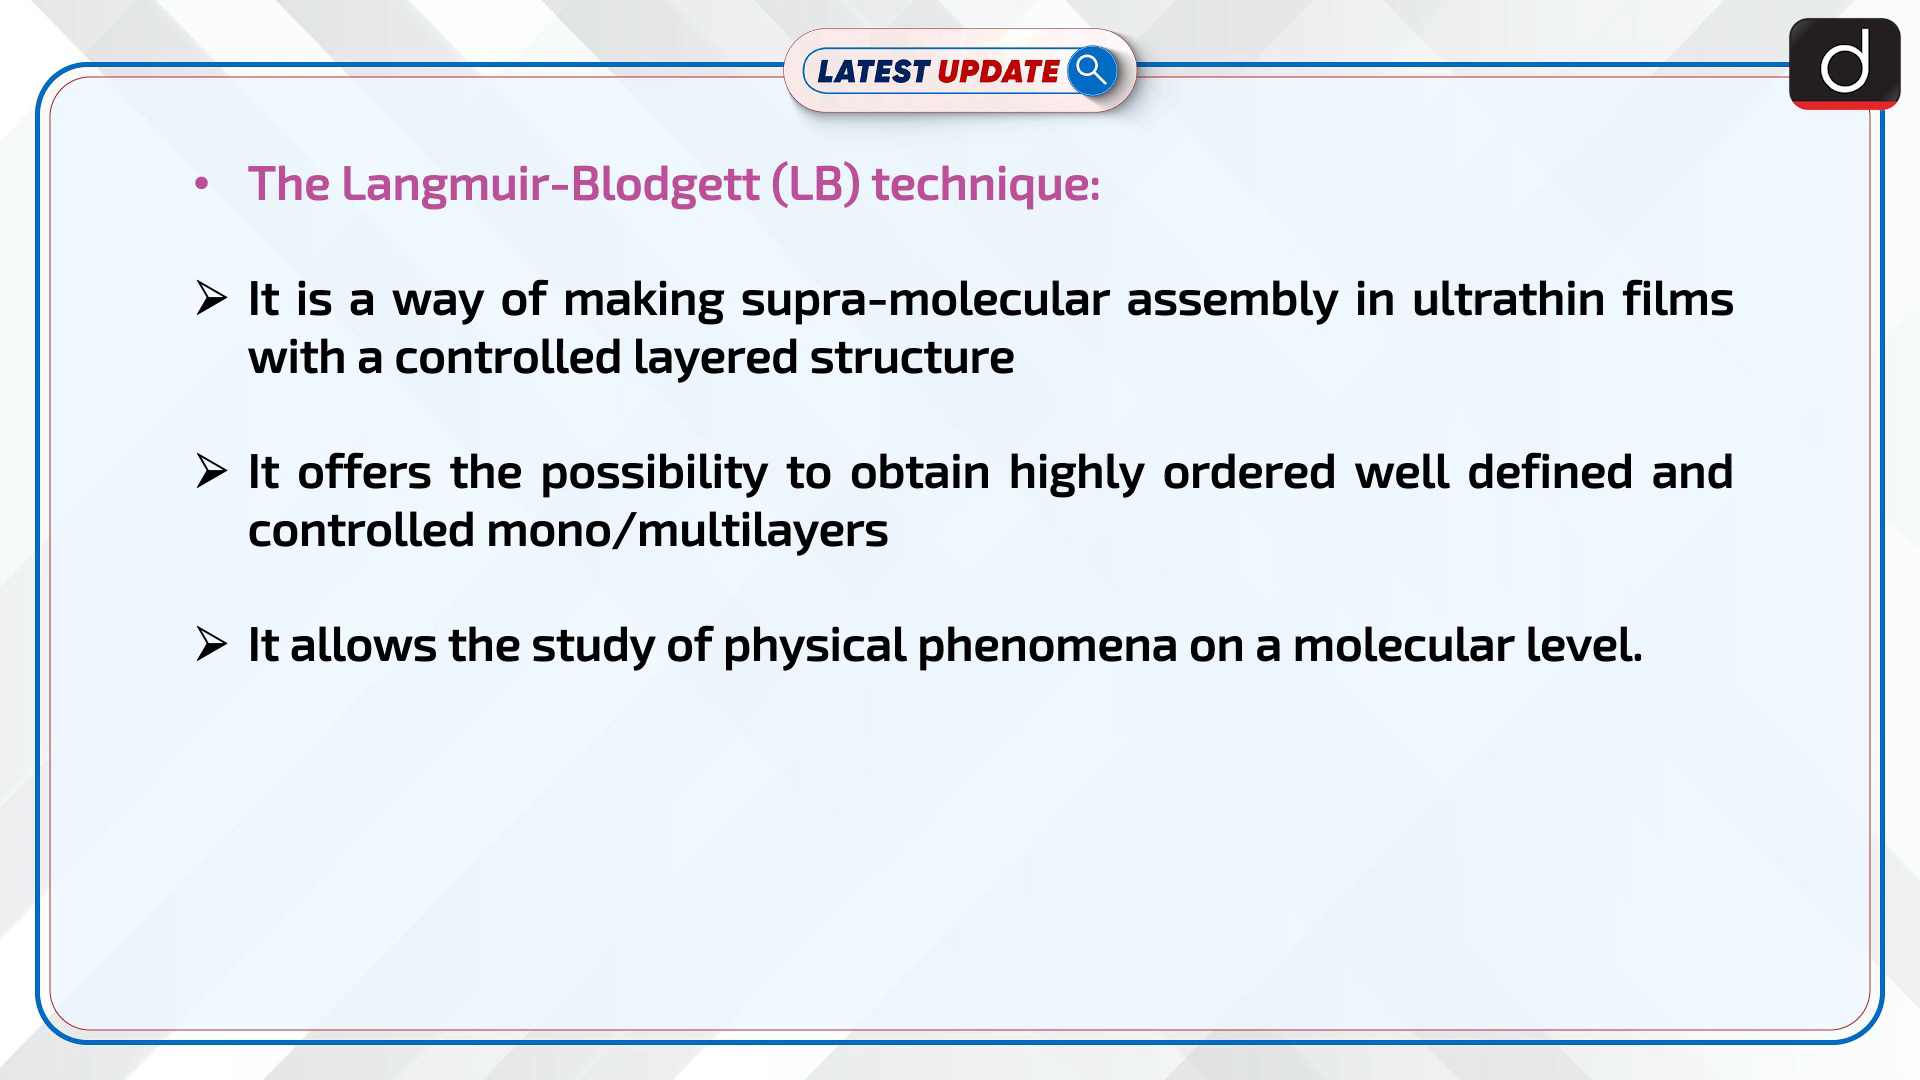 LATEST UPDATE
d
• The Langmuir-Blodgett (LB) technique:
➢ It is a way of making supra-molecular assembly in ultrathin films
with a controlled layered structure
➢ It offers the possibility to obtain highly ordered well defined and
controlled mono/multilayers
➢ It allows the study of physical phenomena on a molecular level.